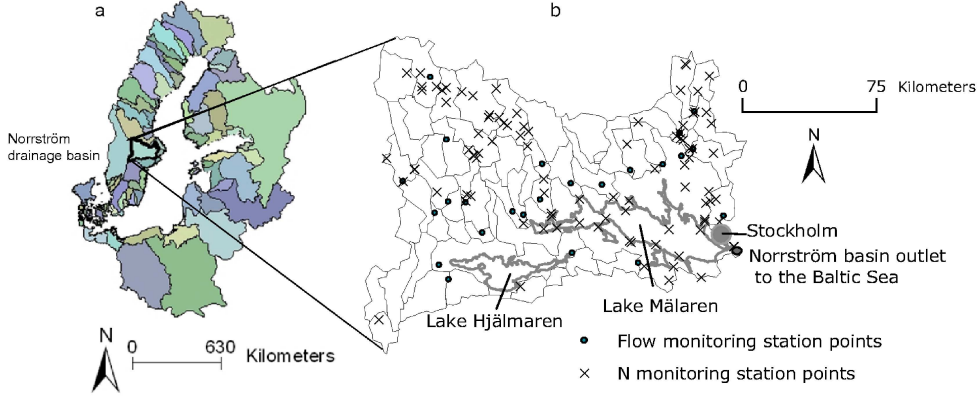 a
b
Norrström
drainage basin
0 75 Kilometers
N
Stockholm
Norrström basin outlet
to the Baltic Sea
Lake Mälaren
Lake Hjälmaren
N
0 630 Kilometers
Flow monitoring station points
N monitoring station points